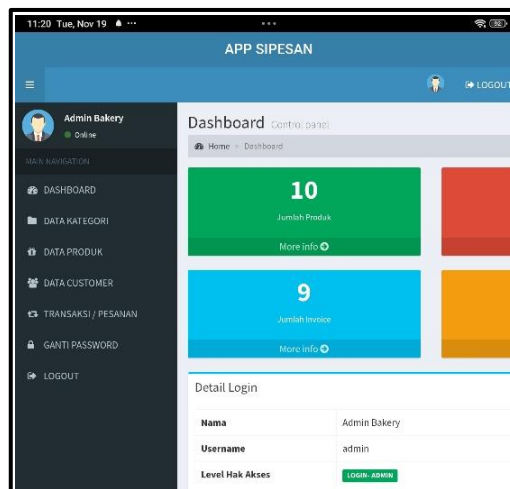 11:20 Tue, Nov 19
92
APP SIPESAN
LOGOUT
Admin Bakery
Online
MAIN NAVIGATION
DASHBOARD
DATA KATEGORI
DATA PRODUK
DATA CUSTOMER
TRANSAKSI / PESANAN
GANTI PASSWORD
LOGOUT
Dashboard Control panel
Home > Dashboard
10
Jumlah Produk
More info
9
Jumlah Invoice
More info
Detail Login
Nama Admin Bakery
Username admin
Level Hak Akses LOGIN- ADMIN